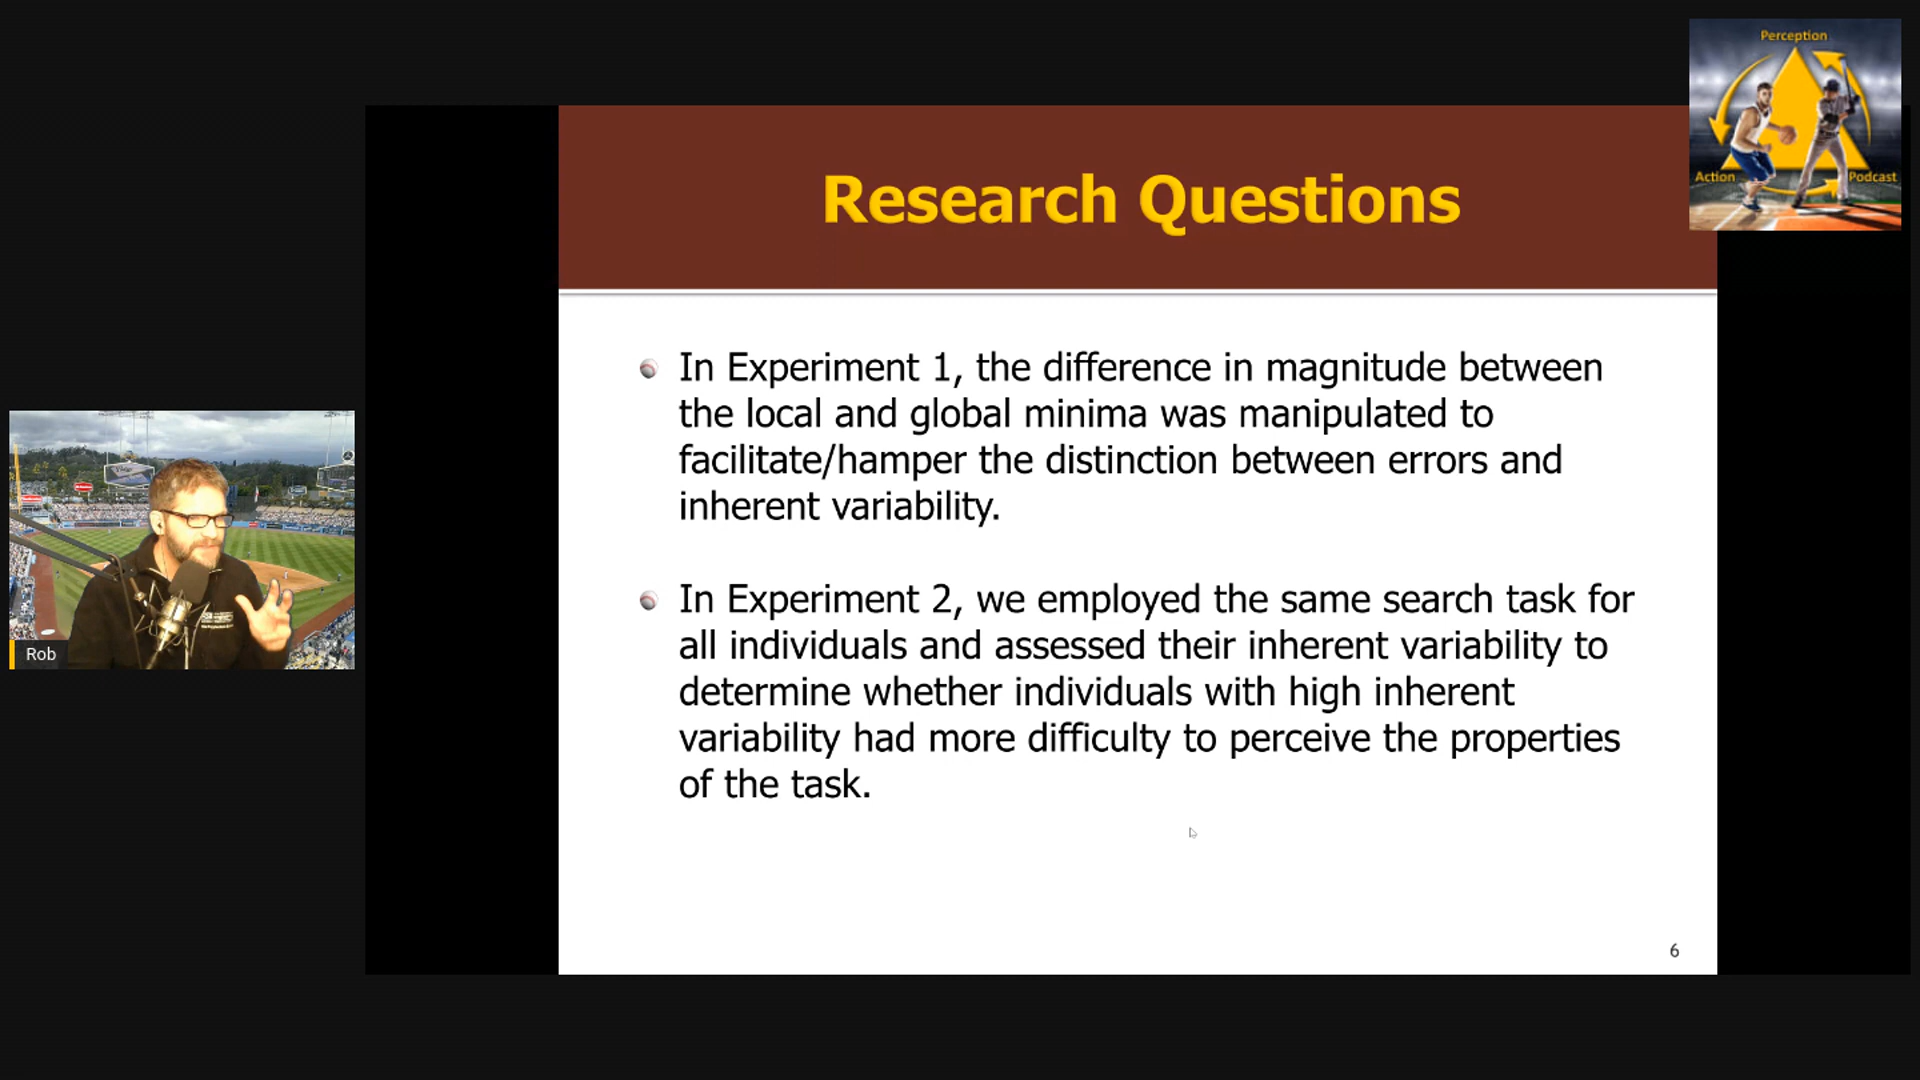 Perception
Action
Podcast
Research Questions
In Experiment 1, the difference in magnitude between
the local and global minima was manipulated to
facilitate/hamper the distinction between errors and
inherent variability.
In Experiment 2, we employed the same search task for
all individuals and assessed their inherent variability to
determine whether individuals with high inherent
variability had more difficulty to perceive the properties
of the task.
6
Rob